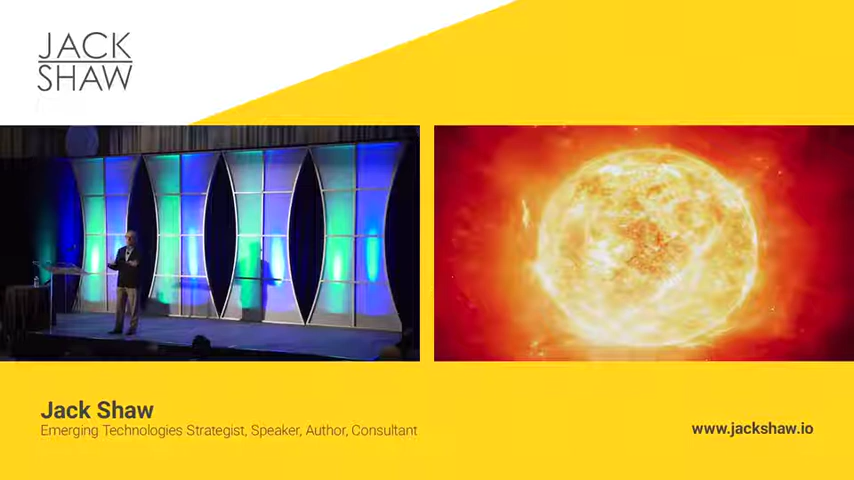 JACK
SHAW
Jack Shaw
Emerging Technologies Strategist, Speaker, Author, Consultant
www.jackshaw.io